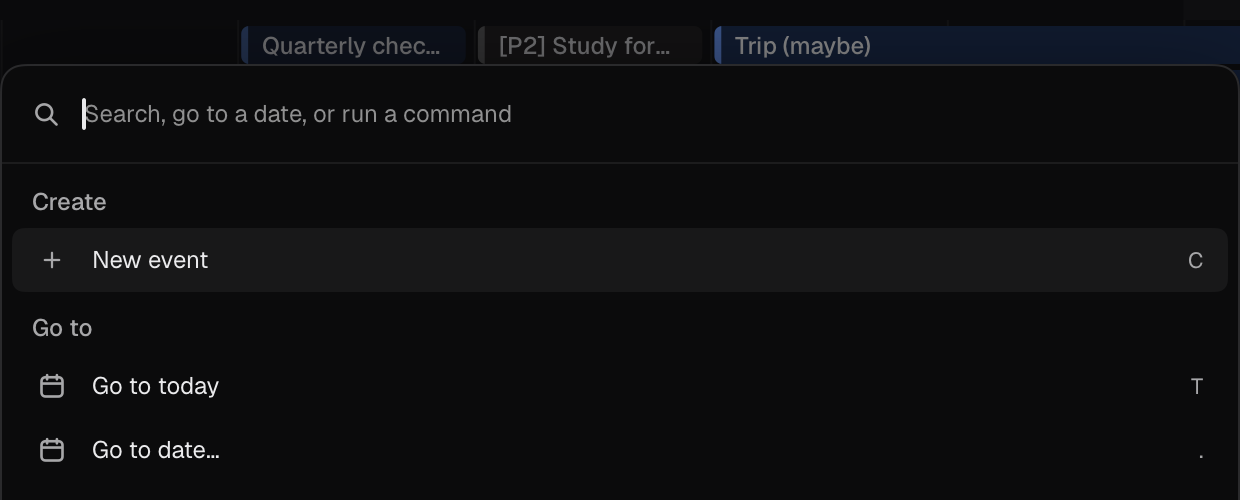 Quarterly chec...
[P2] Study for...
Trip (maybe)
Search, go to a date, or run a command
Create
New event C
Go to
Go to today T
Go to date... .